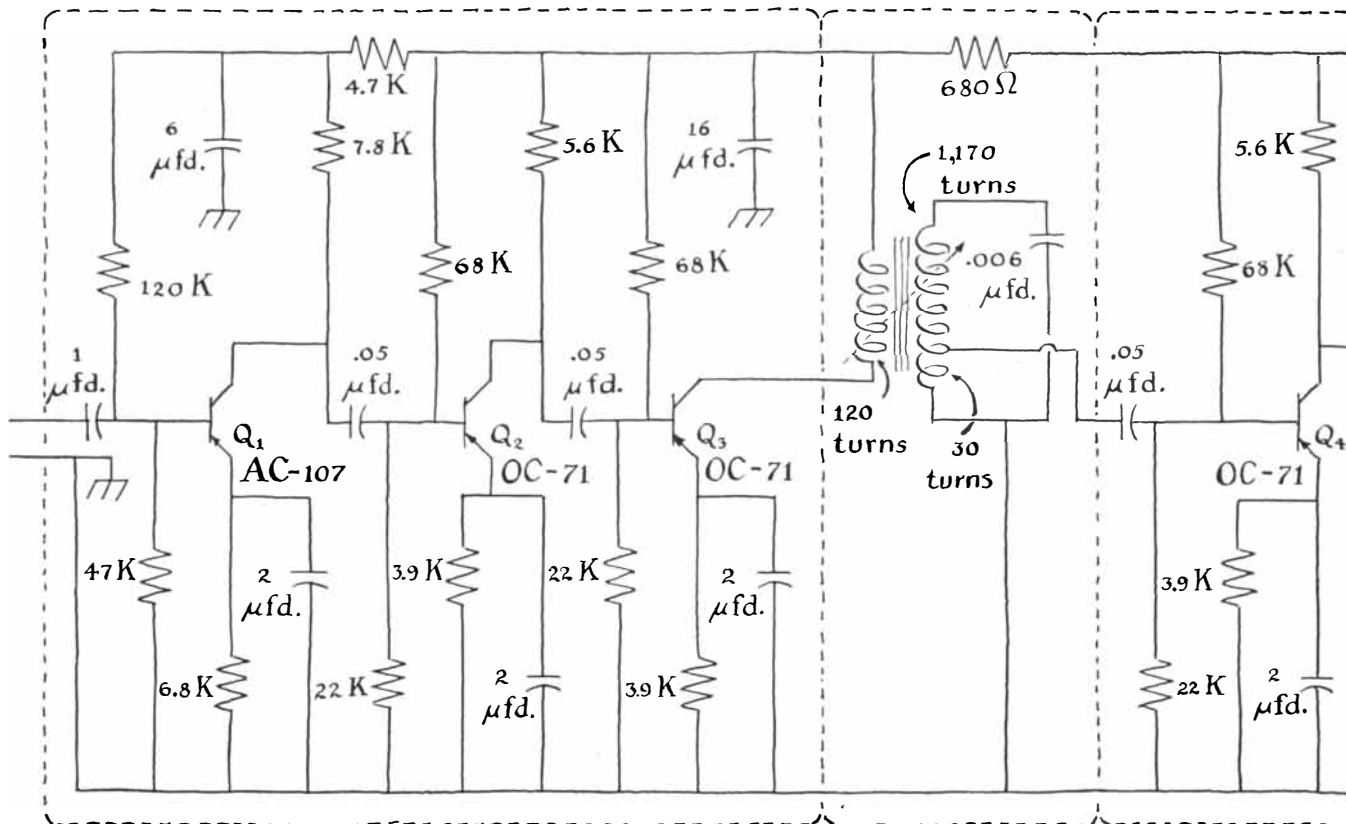 4.7 K
680 Ω
6
μfd.
7.8 K
5.6 K
16
μfd.
1,170
turns
5.6 K
120 K
68 K
68 K
.006
μfd.
68 K
1
μfd.
.05
μfd.
.05
μfd.
120
turns
30
turns
.05
μfd.
Q1
AC-107
Q2
OC-71
Q3
OC-71
Q4
OC-71
47 K
2
μfd.
3.9 K
22 K
2
μfd.
3.9 K
6.8 K
22 K
2
μfd.
3.9 K
22 K
2
μfd.